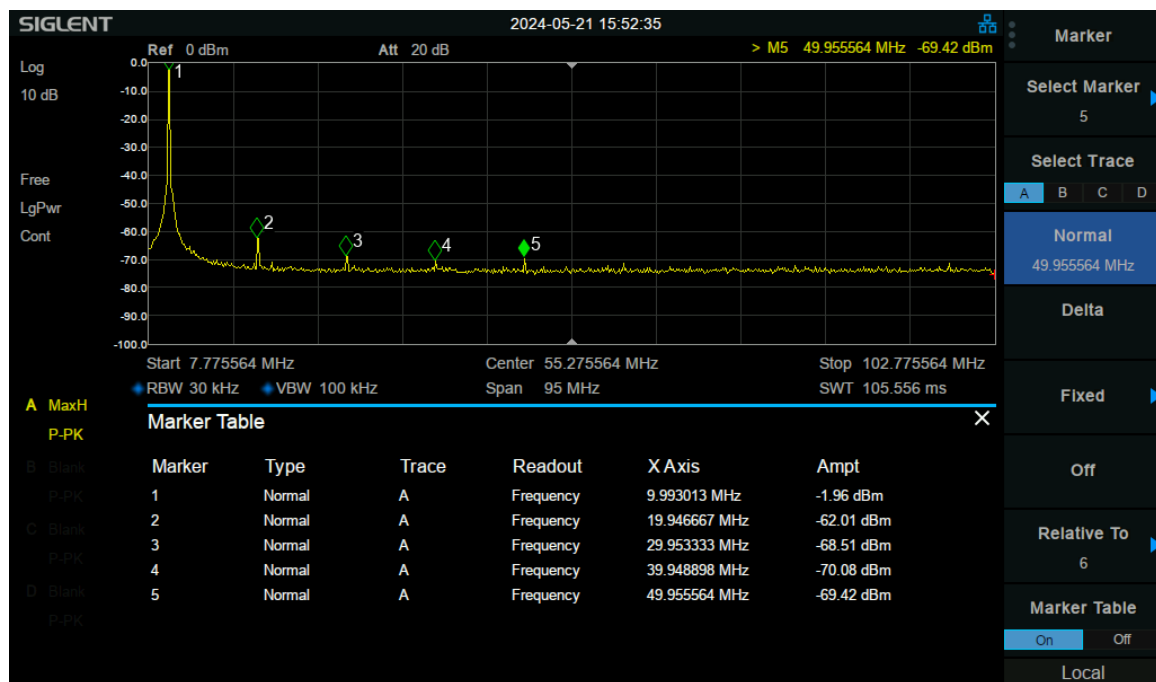 SIGLENT 2024-05-21 15:52:35
Marker
Ref 0 dBm Att 20 dB > M5 49.955564 MHz -69.42 dBm
Log
10 dB
Free
LgPwr
Cont
0.0
-10.0
-20.0
-30.0
-40.0
-50.0
-60.0
-70.0
-80.0
-90.0
-100.0
1
2
3
4
5
Start 7.775564 MHz Center 55.275564 MHz Stop 102.775564 MHz
RBW 30 kHz VBW 100 kHz Span 95 MHz SWT 105.556 ms
A MaxH
P-PK
B Blank
P-PK
C Blank
P-PK
D Blank
P-PK
Marker Table
Marker Type Trace Readout X Axis Ampt
1 Normal A Frequency 9.993013 MHz -1.96 dBm
2 Normal A Frequency 19.946667 MHz -62.01 dBm
3 Normal A Frequency 29.953333 MHz -68.51 dBm
4 Normal A Frequency 39.948898 MHz -70.08 dBm
5 Normal A Frequency 49.955564 MHz -69.42 dBm
Select Marker
5
Select Trace
A B C D
Normal
49.955564 MHz
Delta
Fixed
Off
Relative To
6
Marker Table
On Off
Local